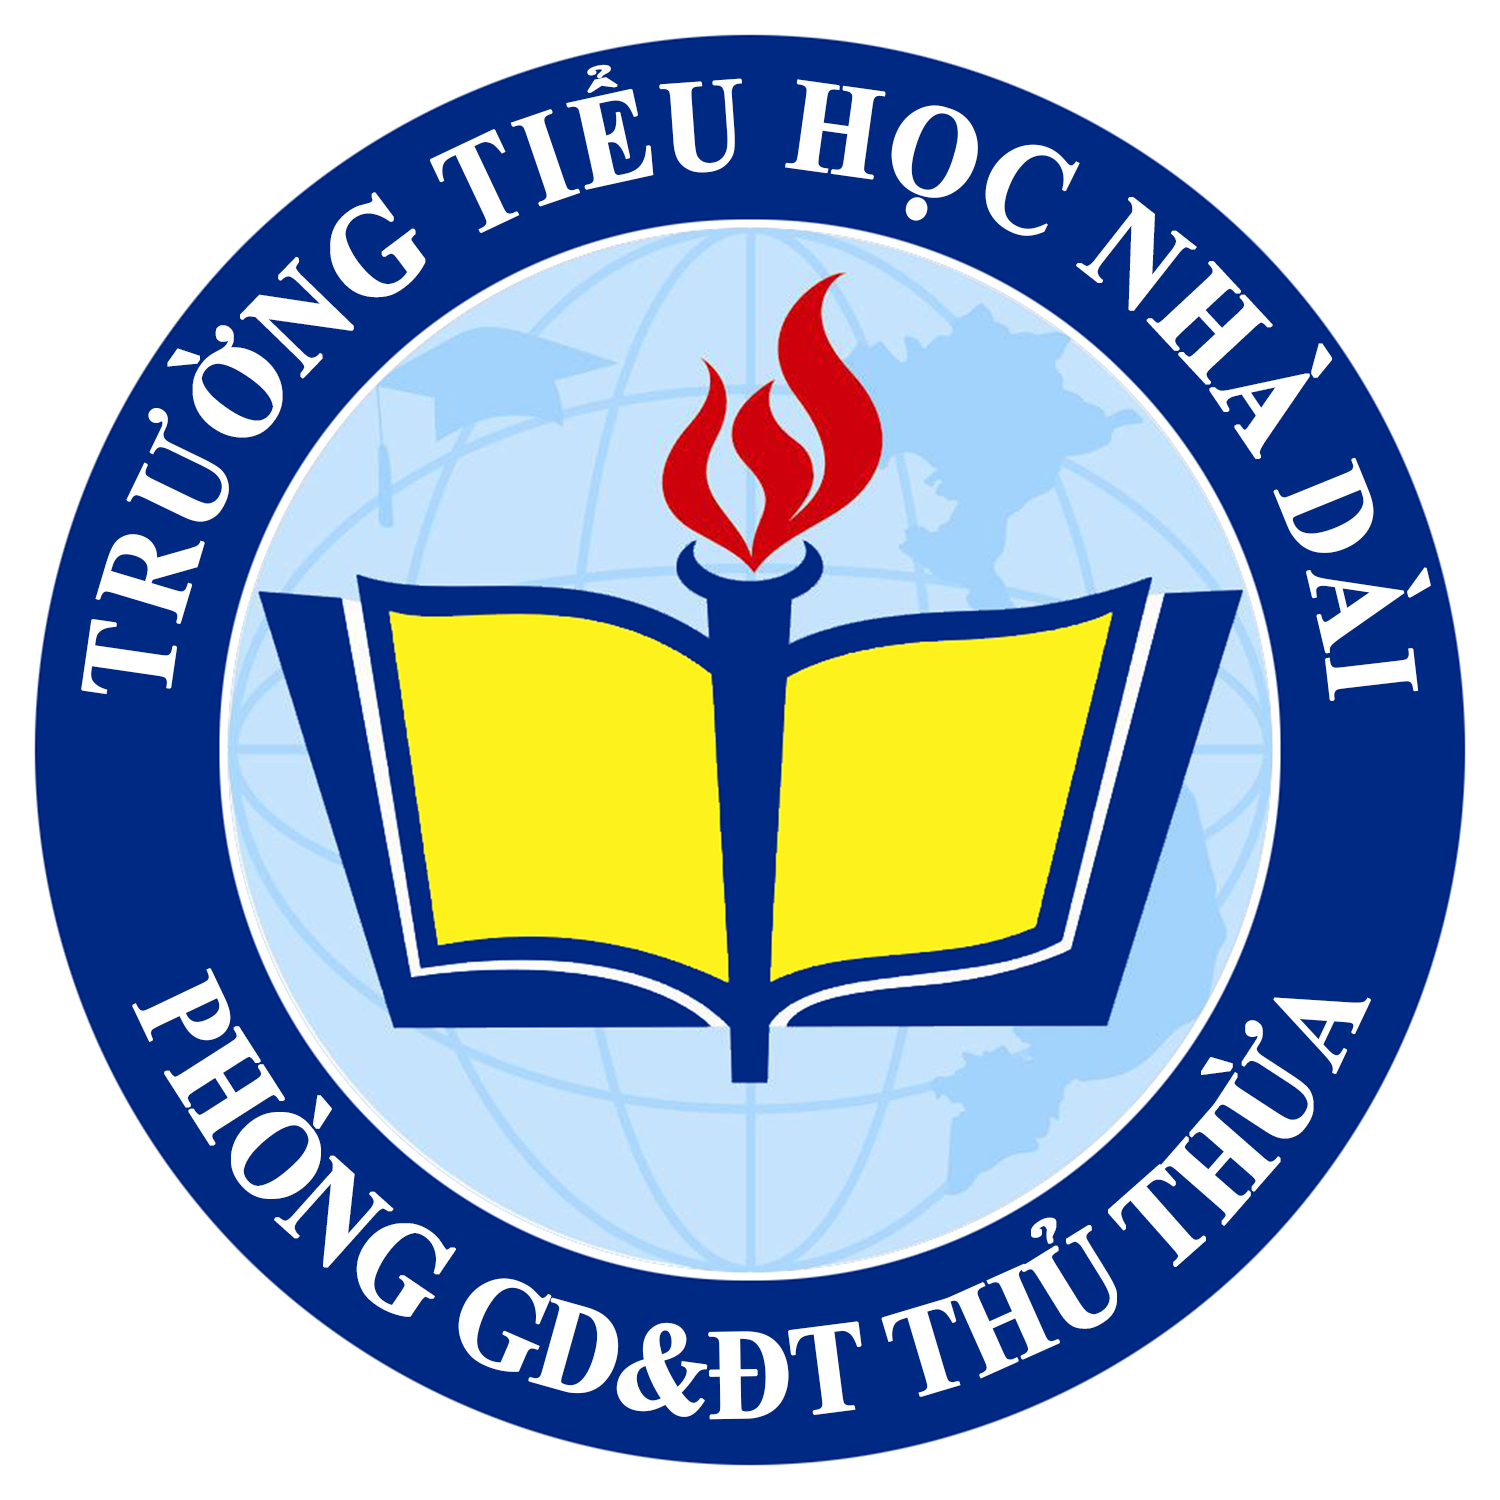 TRƯỜNG TIỂU HỌC NHÀ DÀI
PHÒNG GD&ĐT THỦ THỪA